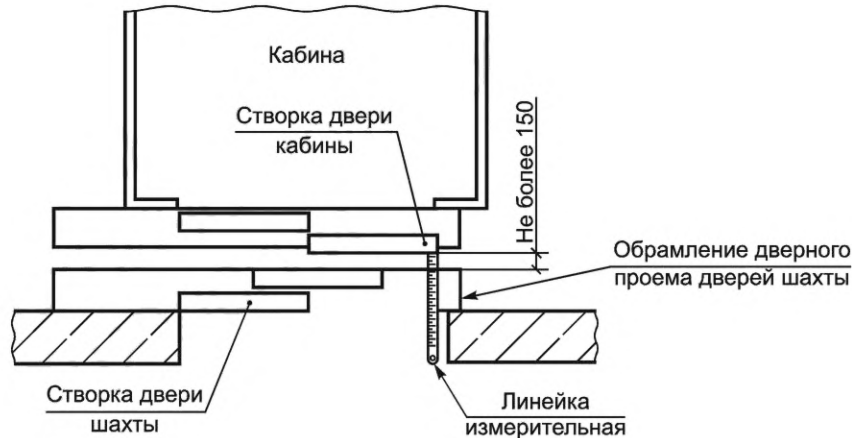 Кабина
Створка двери
кабины
Не более 150
Обрамление дверного
проема дверей шахты
Створка двери
шахты
Линейка
измерительная